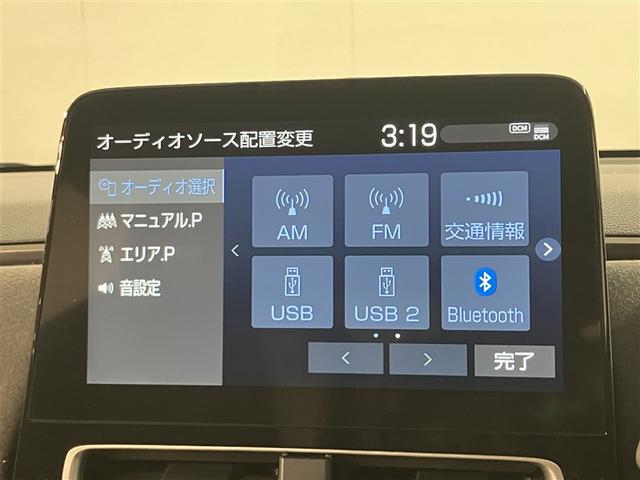 オーディオソース配置変更
3:19
DCM
DCM
オーディオ選択
マニュアル.P
エリア.P
音設定
AM
FM
交通情報
USB
USB 2
Bluetooth
完了